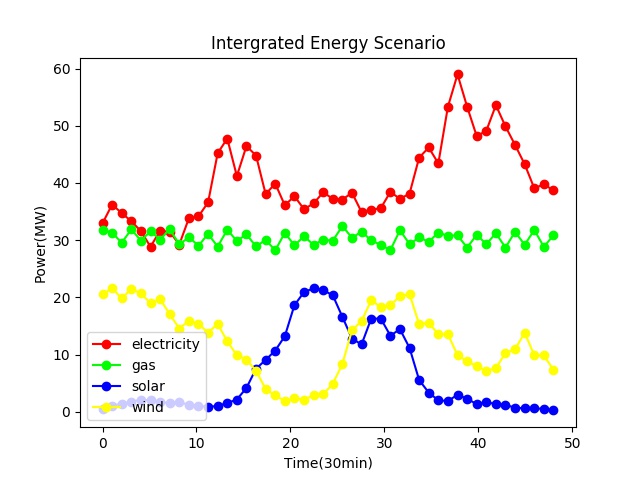 Intergrated Energy Scenario
Power(MW)
60
50
40
30
20
10
0
electricity
gas
solar
wind
0 10 20 30 40 50
Time(30min)